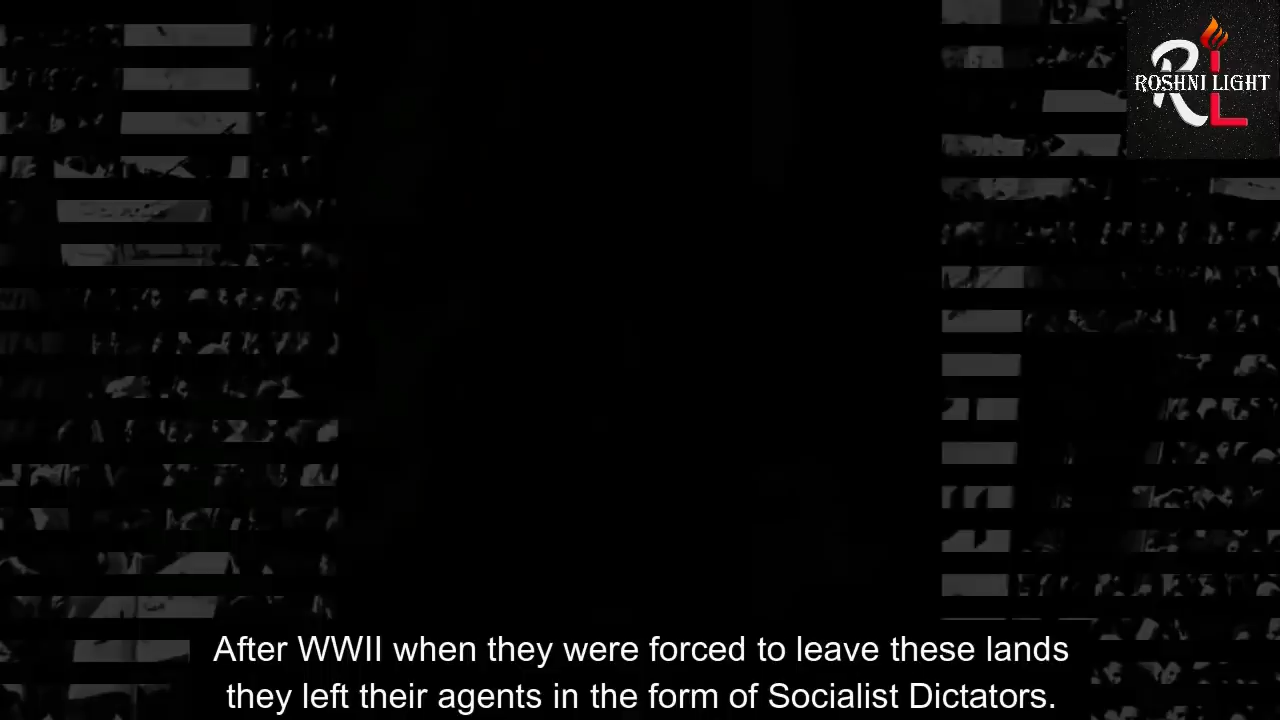 ROSHNI LIGHT
After WWII when they were forced to leave these lands
they left their agents in the form of Socialist Dictators.